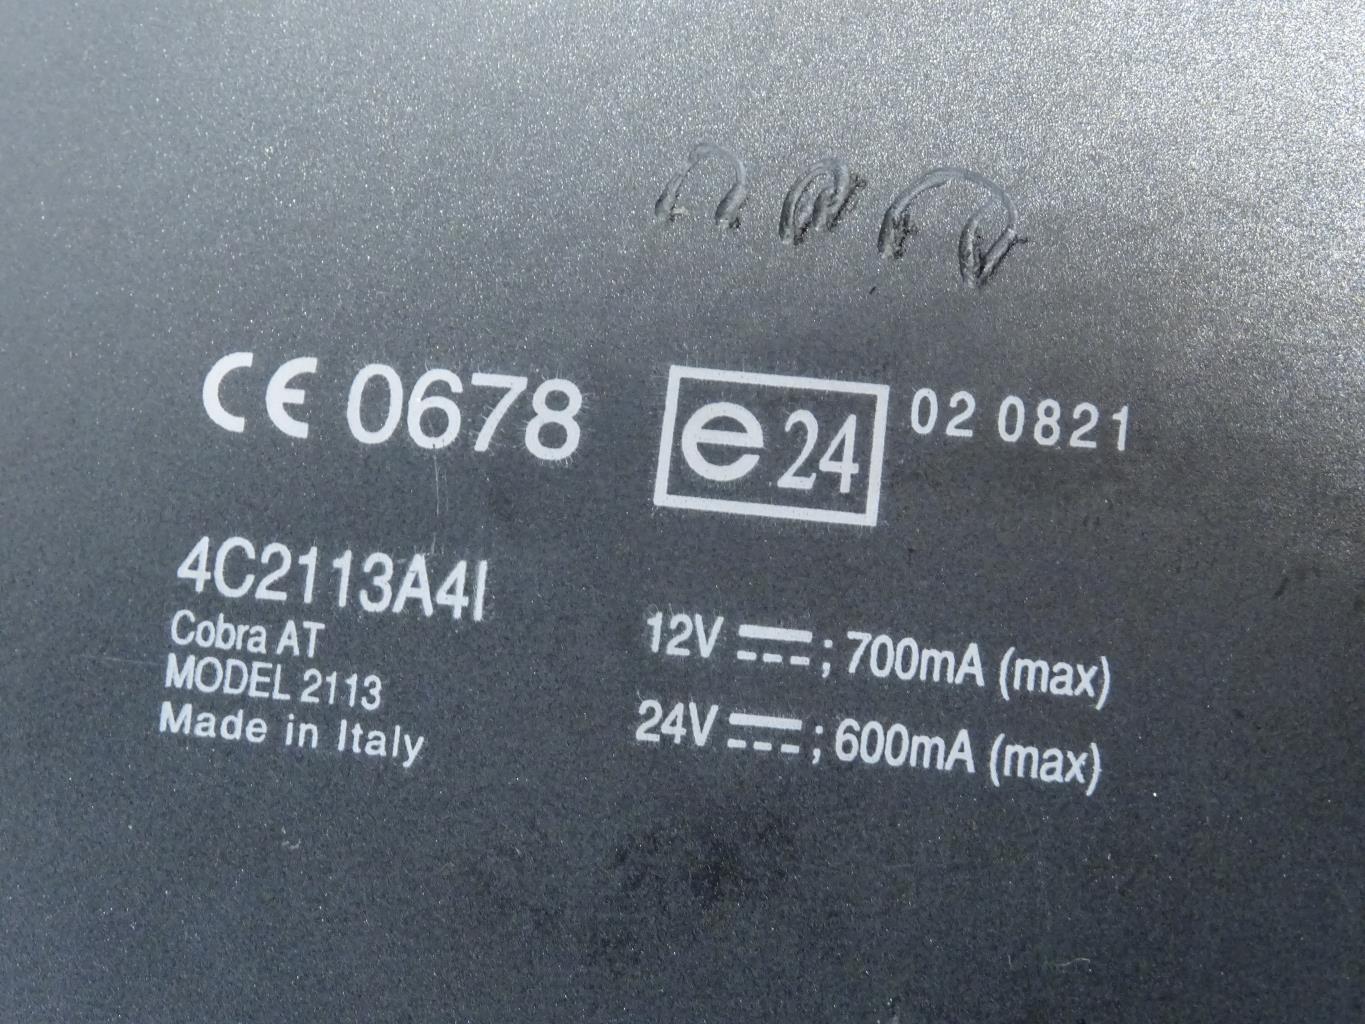 CE 0678
e24 02 0821
4C2113A4I
Cobra AT
MODEL 2113
Made in Italy
12V ⎓; 700mA (max)
24V ⎓; 600mA (max)